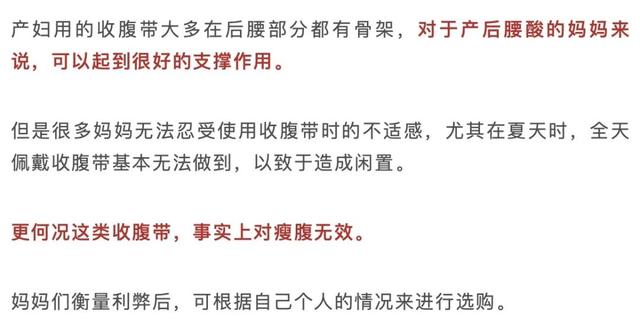 产妇用的收腹带大多在后腰部分都有骨架，对于产后腰酸的妈妈来
说，可以起到很好的支撑作用。
但是很多妈妈无法忍受使用收腹带时的不适感，尤其在夏天时，全天
佩戴收腹带基本无法做到，以致于造成闲置。
更何况这类收腹带，事实上对瘦腹无效。
妈妈们衡量利弊后，可根据自己个人的情况来进行选购。